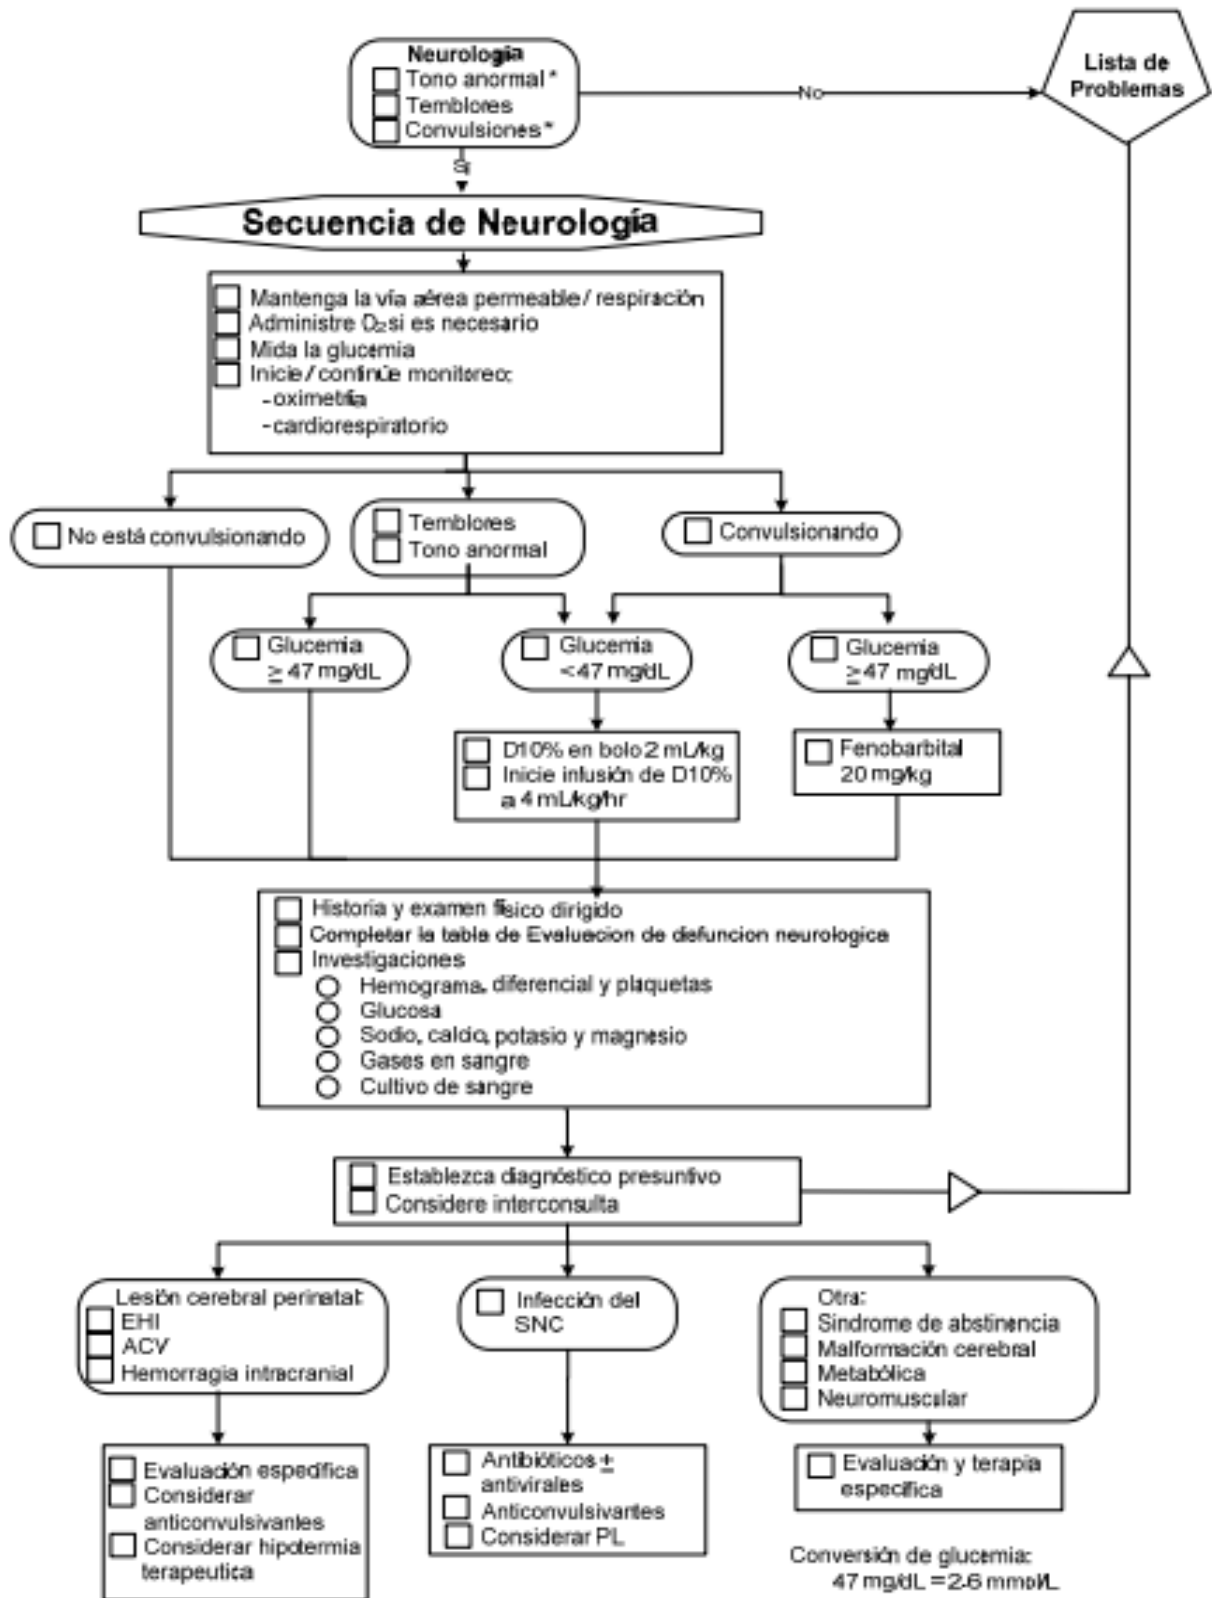 Neurología
Tono anormal*
Temblores
Convulsiones*
No
Lista de
Problemas
Sí
Secuencia de Neurología
Mantenga la vía aérea permeable/ respiración
Administre O2 si es necesario
Mida la glucemia
Inicie/continúe monitoreo:
-oximetría
-cardiorespiratorio
No está convulsionando
Temblores
Tono anormal
Convulsionando
Glucemia
≥ 47 mg/dL
Glucemia
<47 mg/dL
Glucemia
≥47 mg/dL
D10% en bolo 2 mL/kg
Inicie infusión de D10%
a 4 mL/kg/hr
Fenobarbital
20 mg/kg
Historia y examen físico dirigido
Completar la tabla de Evaluacion de disfuncion neurologica
Investigaciones
Hemograma, diferencial y plaquetas
Glucosa
Sodio, calcio, potasio y magnesio
Gases en sangre
Cultivo de sangre
Establezca diagnóstico presuntivo
Considere interconsulta
Lesión cerebral perinatal:
EHI
ACV
Hemorragia intracranial
Infección del
SNC
Otra:
Sindrome de abstinencia
Malformación cerebral
Metabólica
Neuromuscular
Evaluación específica
Considerar
anticonvulsivantes
Considerar hipotermia
terapeutica
Antibióticos ±
antivirales
Anticonvulsivantes
Considerar PL
Evaluación y terapia
específica
Conversión de glucemia:
47 mg/dL =2.6 mmol/L